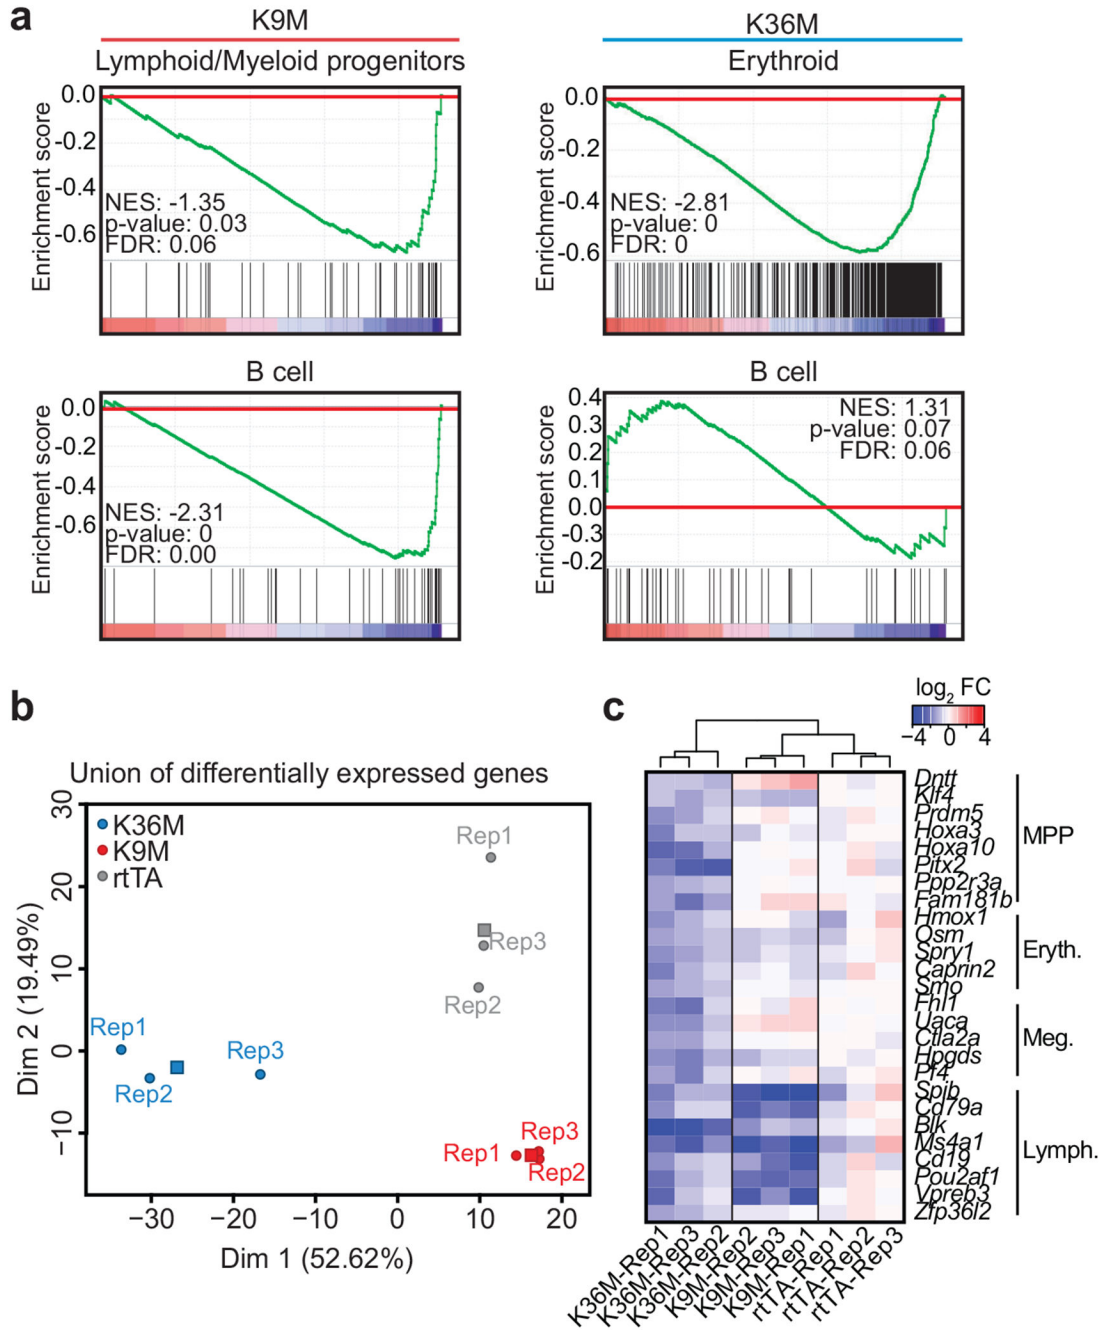 a
K9M
Lymphoid/Myeloid progenitors
Enrichment score
0.0
-0.2
-0.4
-0.6
NES: -1.35
p-value: 0.03
FDR: 0.06
K36M
Erythroid
Enrichment score
0.0
-0.2
-0.4
-0.6
NES: -2.81
p-value: 0
FDR: 0
B cell
Enrichment score
0.0
-0.2
-0.4
-0.6
NES: -2.31
p-value: 0
FDR: 0.00
B cell
Enrichment score
0.4
0.3
0.2
0.1
0.0
-0.3
-0.2
NES: 1.31
p-value: 0.07
FDR: 0.06
b
Union of differentially expressed genes
K36M
K9M
rtTA
Dim 2 (19.49%)
30
20
10
0
−10
Rep1
Rep3
Rep2
Rep1
Rep2
Rep3
Rep1
Rep3
Rep2
−30
−20
−10
0
10
20
Dim 1 (52.62%)
c
log2 FC
−4
0
4
Dntt
Klf4
Prdm5
Hoxa3
Hoxa10
Pitx2
Ppp2r3a
Fam181b
Hmox1
Osm
Spry1
Caprin2
Smo
Fhl1
Uaca
Ctla2a
Hpgds
Pf4
Spib
Cd79a
Blk
Ms4a1
Cd19
Pou2af1
Vpreb3
Zfp36l2
MPP
Eryth.
Meg.
Lymph.
K36M-Rep1
K36M-Rep3
K36M-Rep2
K9M-Rep2
K9M-Rep3
K9M-Rep1
rtTA-Rep1
rtTA-Rep2
rtTA-Rep3